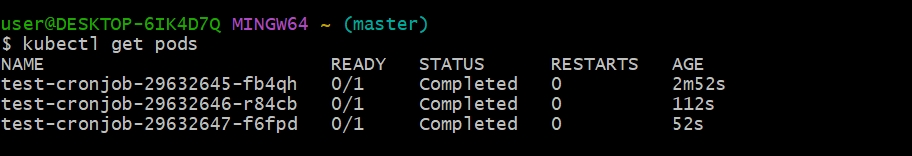 user@DESKTOP-6IK4D7Q MINGW64 ~ (master)
$ kubectl get pods
NAME                          READY   STATUS      RESTARTS   AGE
test-cronjob-29632645-fb4qh   0/1     Completed   0          2m52s
test-cronjob-29632646-r84cb   0/1     Completed   0          112s
test-cronjob-29632647-f6fpd   0/1     Completed   0          52s